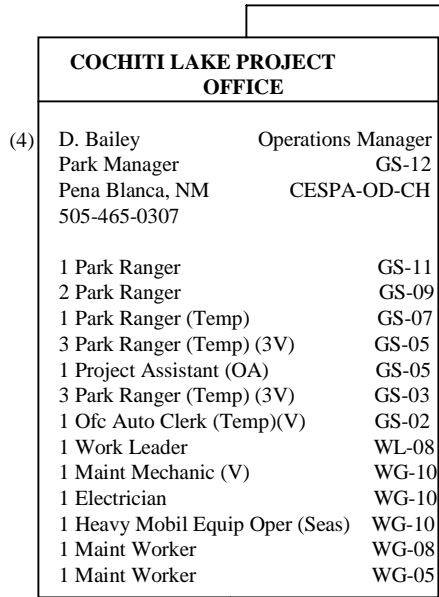 COCHITI LAKE PROJECT
OFFICE
(4) D. Bailey Operations Manager
Park Manager GS-12
Pena Blanca, NM CESPA-OD-CH
505-465-0307
1 Park Ranger GS-11
2 Park Ranger GS-09
1 Park Ranger (Temp) GS-07
3 Park Ranger (Temp) (3V) GS-05
1 Project Assistant (OA) GS-05
3 Park Ranger (Temp) (3V) GS-03
1 Ofc Auto Clerk (Temp)(V) GS-02
1 Work Leader WL-08
1 Maint Mechanic (V) WG-10
1 Electrician WG-10
1 Heavy Mobil Equip Oper (Seas) WG-10
1 Maint Worker WG-08
1 Maint Worker WG-05